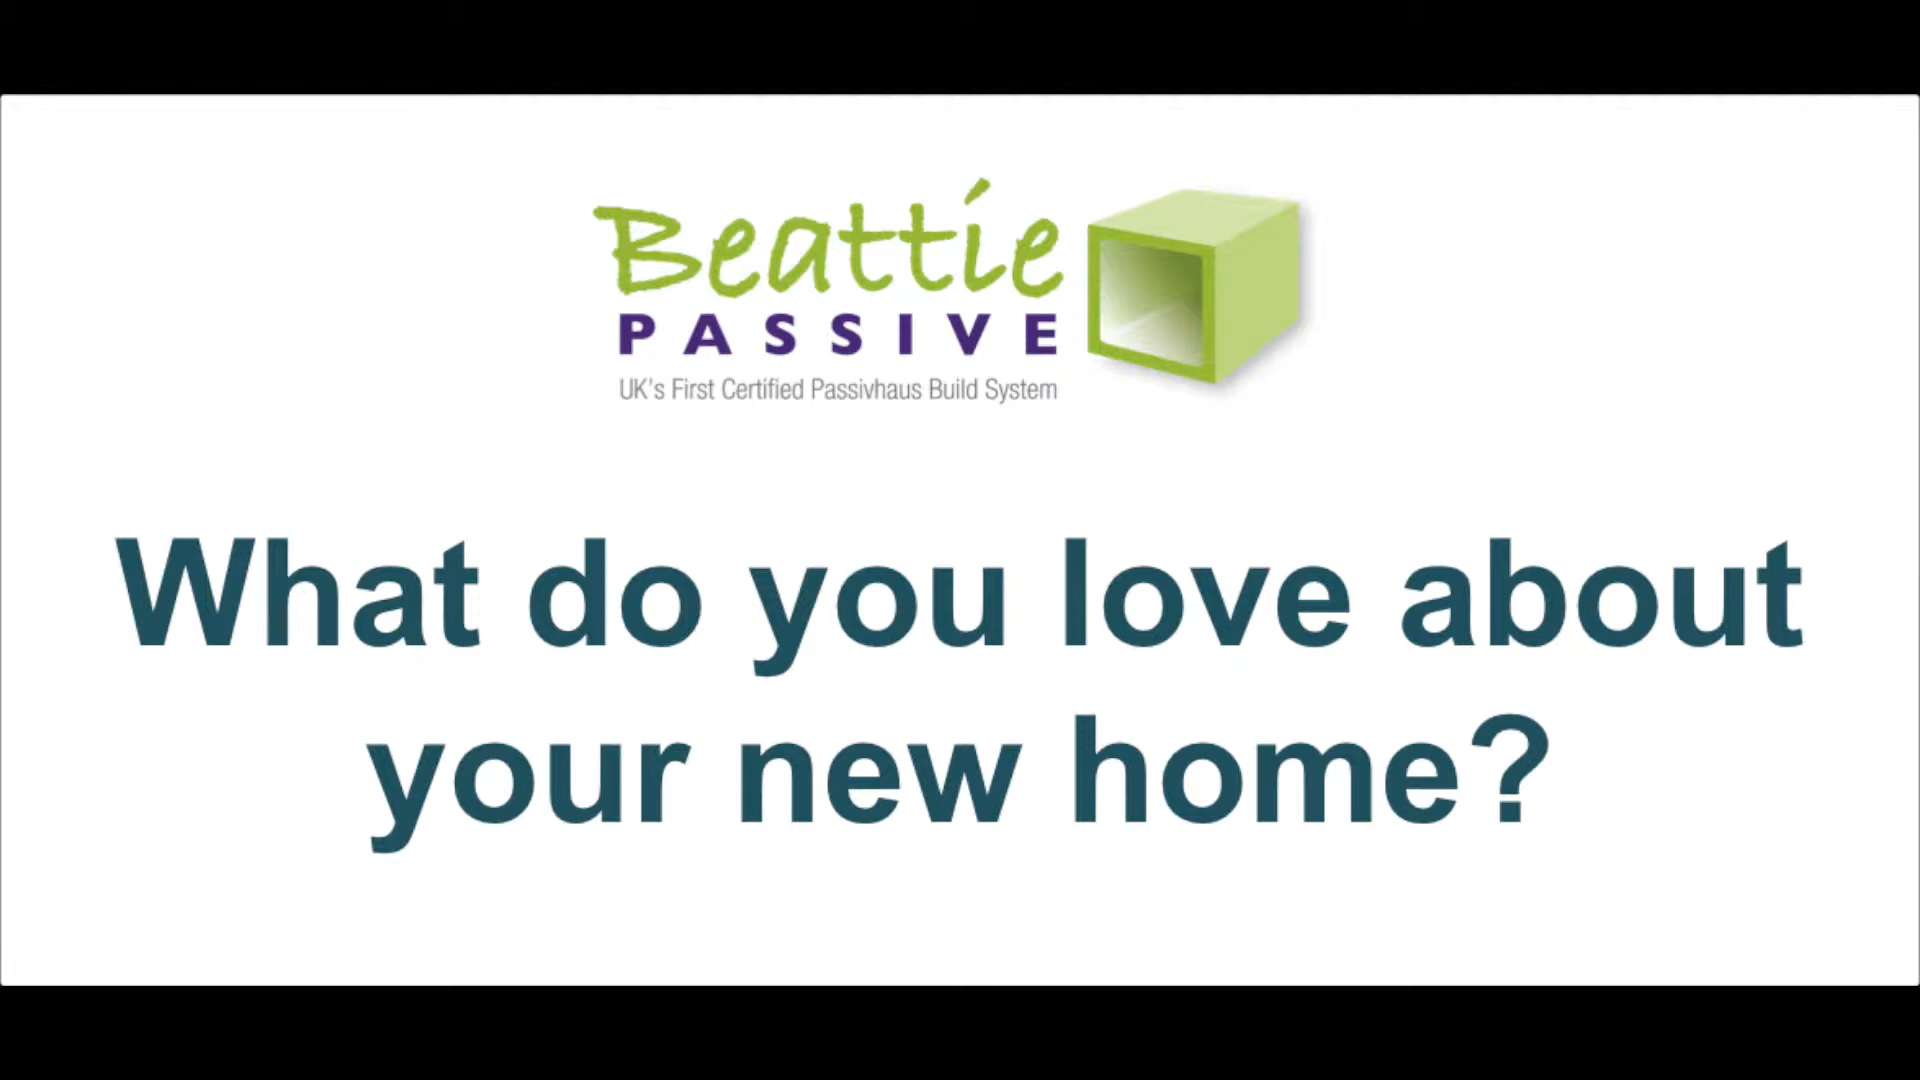 Beattie
PASSIVE
UK's First Certified Passivhaus Build System
What do you love about
your new home?